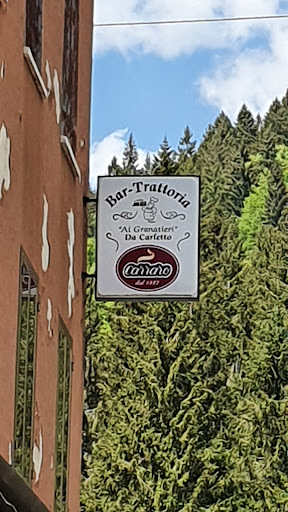 Bar-Trattoria
"Ai Granatieri"
Da Carletto
Carraro
dal 1927